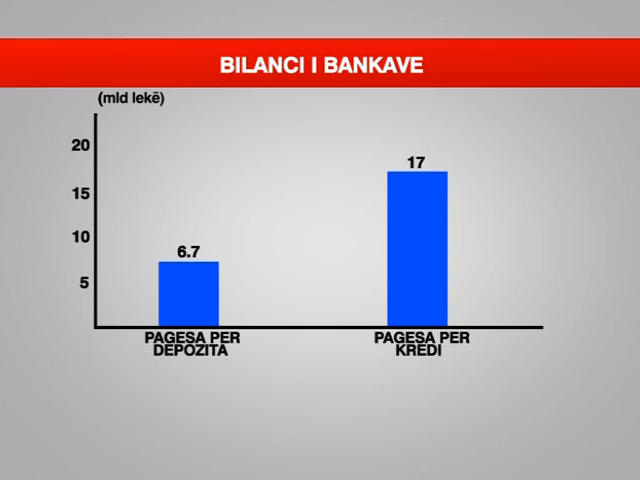 BILANCI I BANKAVE
(mld lekë)
20
15
10
5
6.7
17
PAGESA PER
DEPOZITA
PAGESA PER
KREDI